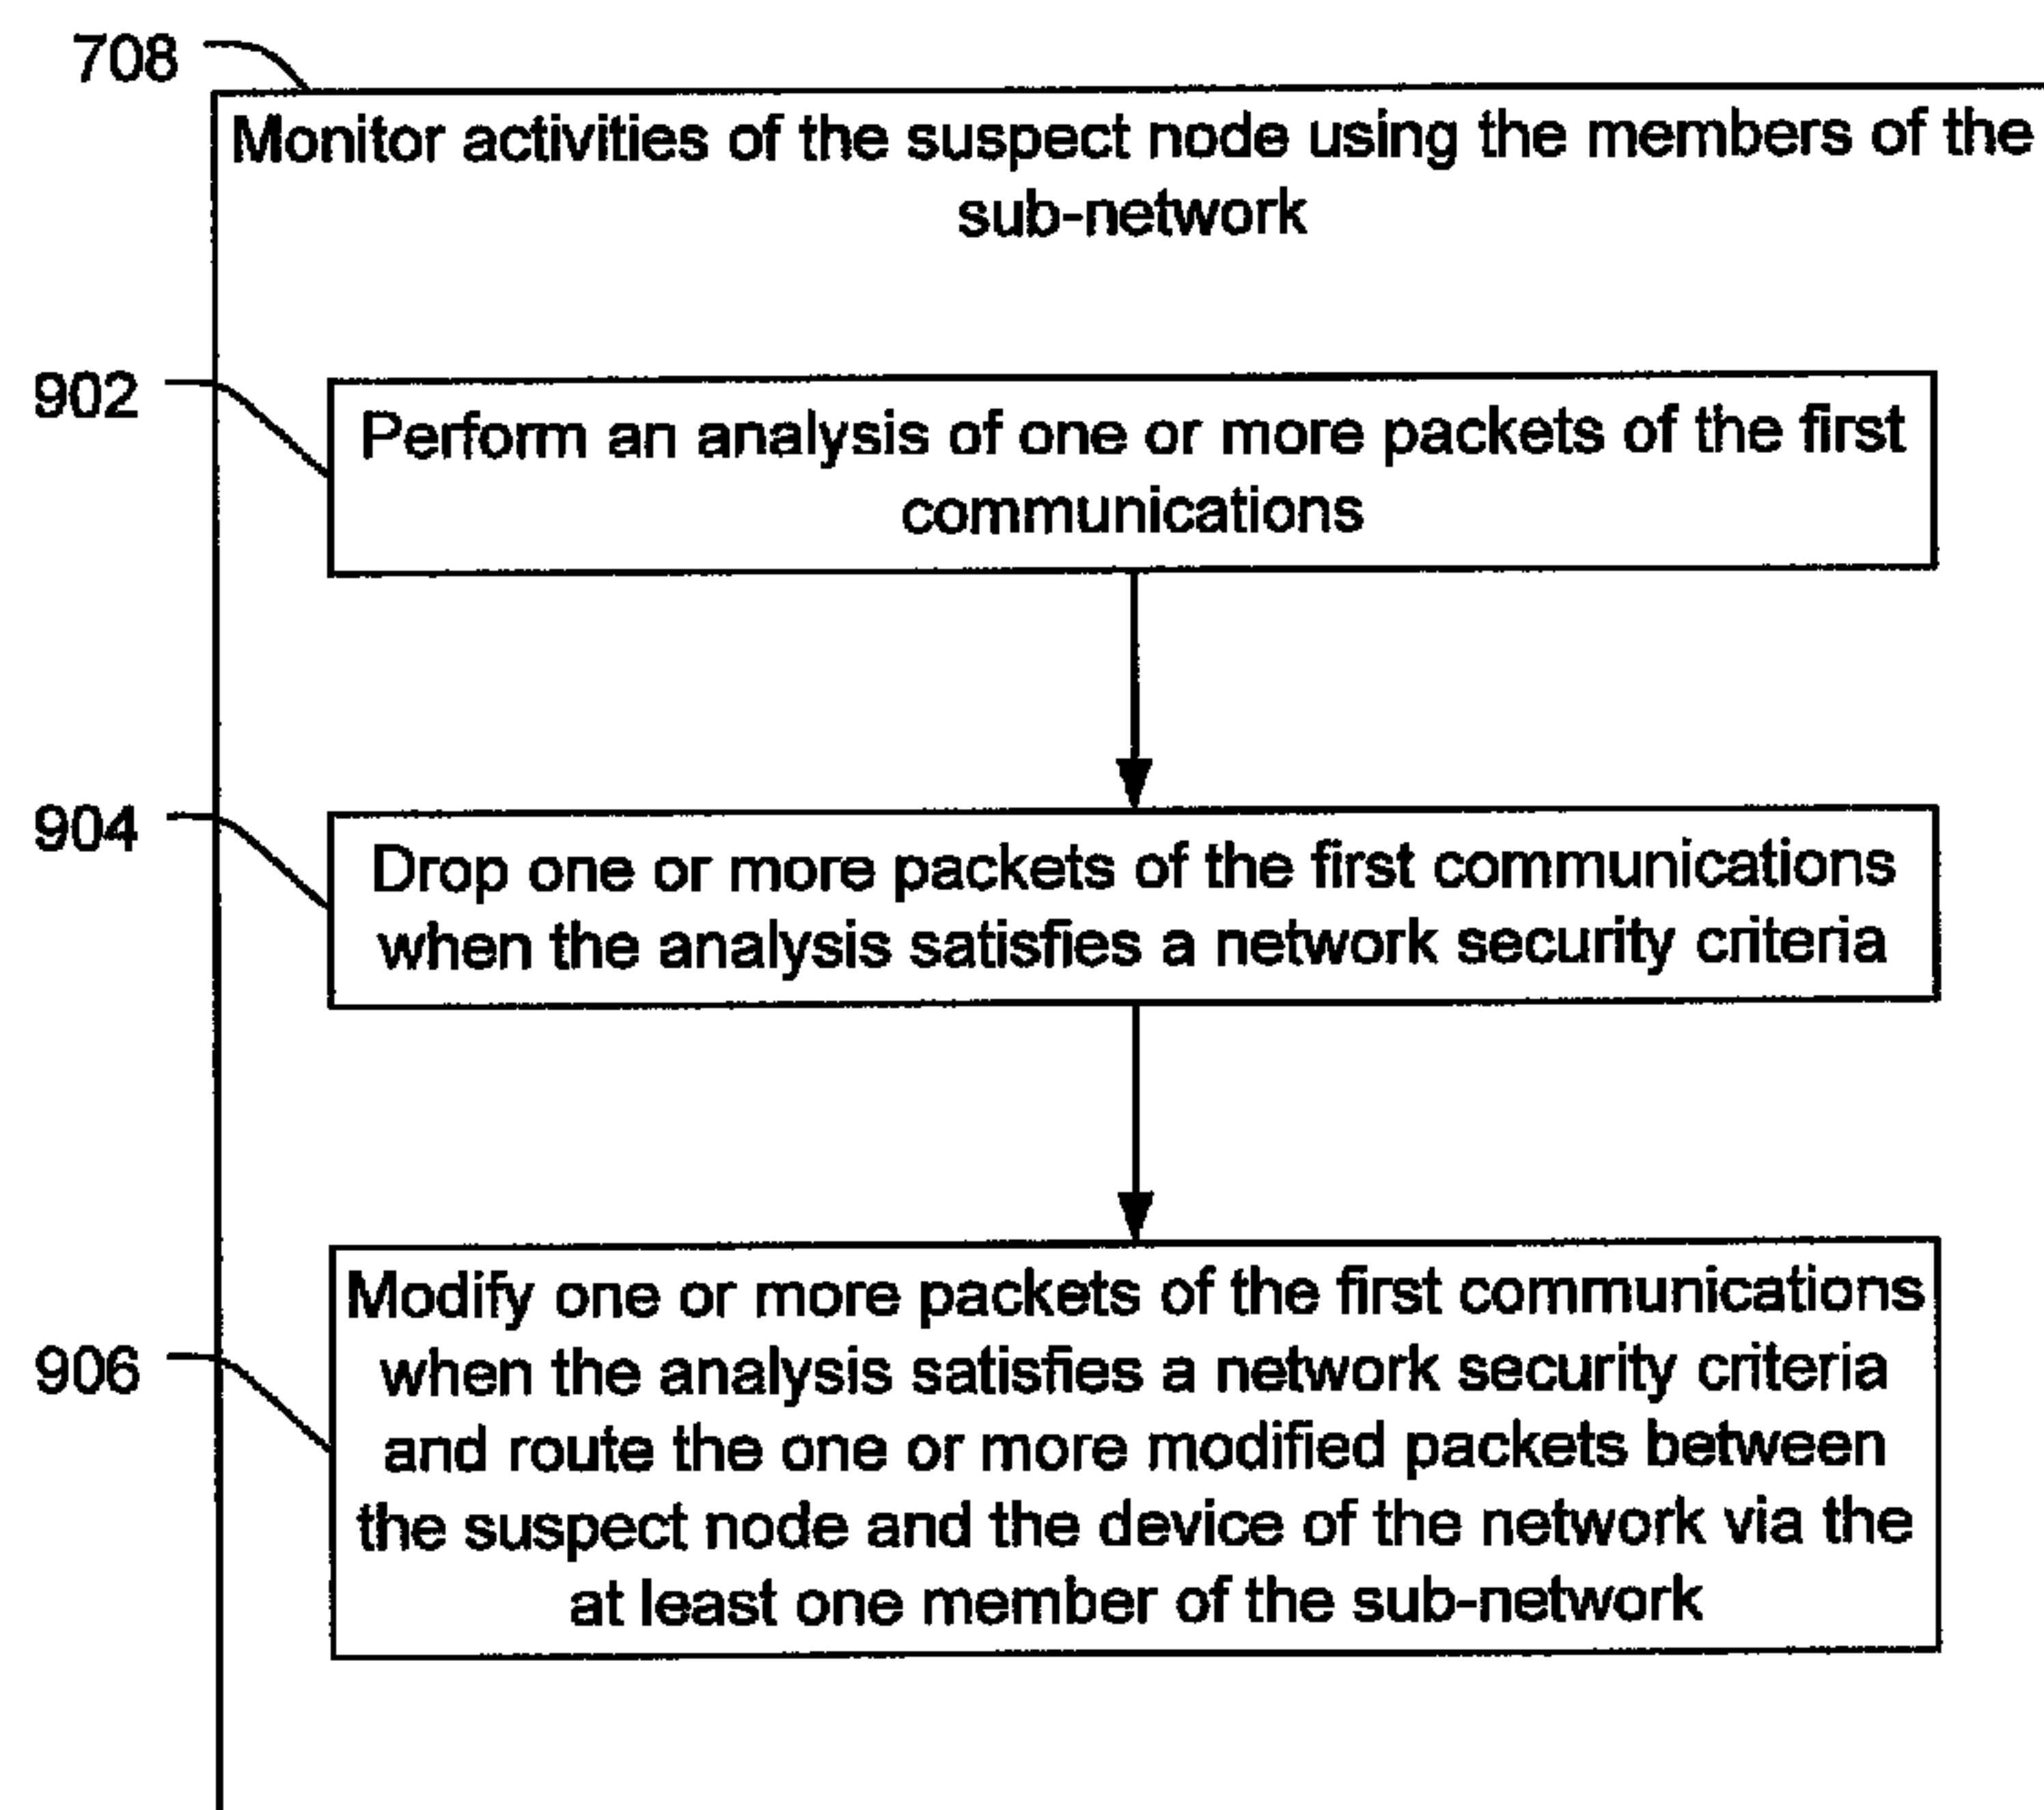 708
Monitor activities of the suspect node using the members of the
sub-network
902
Perform an analysis of one or more packets of the first
communications
904
Drop one or more packets of the first communications
when the analysis satisfies a network security criteria
906
Modify one or more packets of the first communications
when the analysis satisfies a network security criteria
and route the one or more modified packets between
the suspect node and the device of the network via the
at least one member of the sub-network